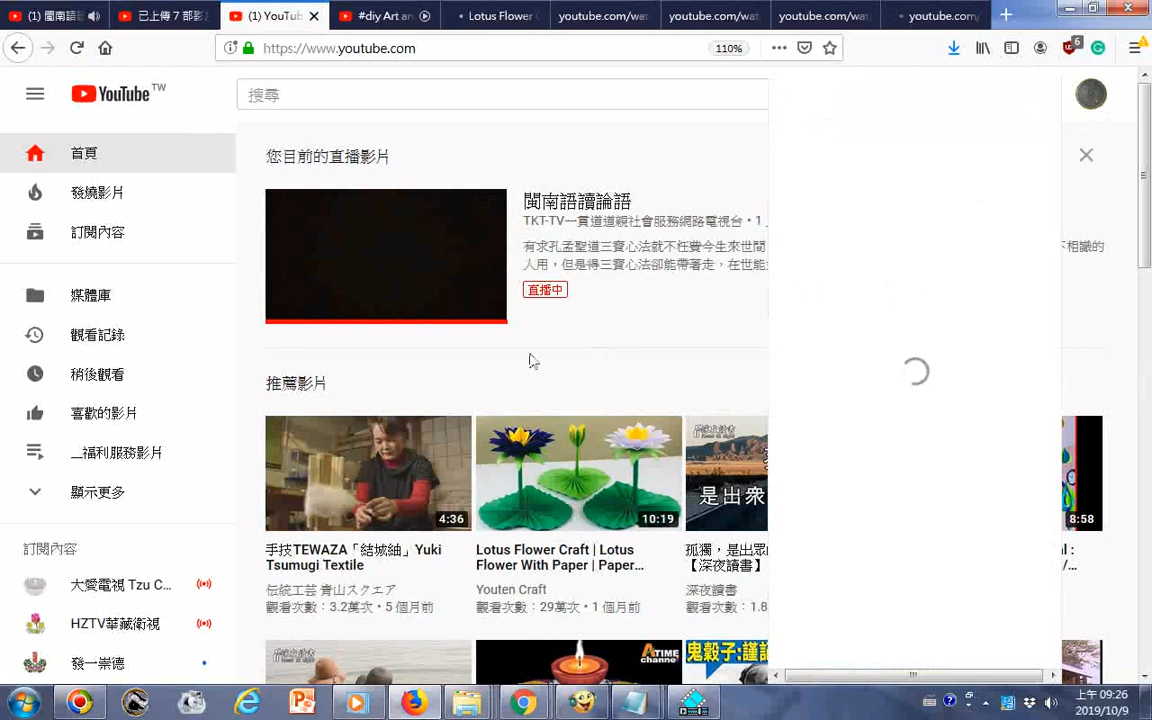 (1) 閩南語
已上傳 7 部影片
(1) YouTub
#diy Art an
Lotus Flower C
youtube.com/wat
youtube.com/wat
youtube.com/wat
youtube.com/
https://www.youtube.com
110%
6
YouTube TW
搜尋
首頁
發燒影片
訂閱內容
媒體庫
觀看記錄
稍後觀看
喜歡的影片
__福利服務影片
顯示更多
訂閱內容
大愛電視 Tzu C...
HZTV華藏衛視
發一崇德
您目前的直播影片
閩南語讀論語
TKT-TV一貫道道親社會服務網路電視台 • 1
有求孔孟聖道三寶心法就不枉費今生來世間
不相識的
人用，但是得三寶心法卻能帶著走，在世能
直播中
推薦影片
4:36
10:19
是出眾
8:58
手技TEWAZA「結城紬」Yuki
Tsumugi Textile
伝統工芸 青山スクエア
觀看次數：3.2萬次 • 5 個月前
Lotus Flower Craft | Lotus
Flower With Paper | Paper...
Youten Craft
觀看次數：29萬次 • 1 個月前
孤獨，是出眾
【深夜讀書】
深夜讀書
觀看次數：1.8
ATIME
channel
鬼谷子:謹
上午 09:26
2019/10/9